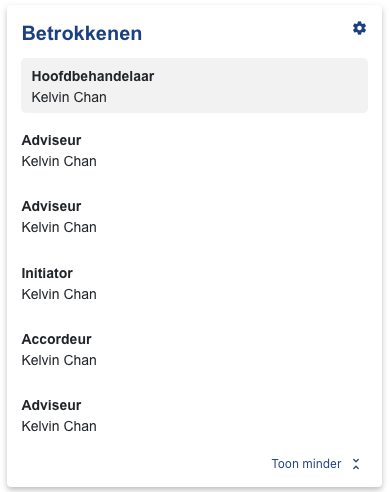 Betrokkenen
Hoofdbehandelaar
Kelvin Chan
Adviseur
Kelvin Chan
Adviseur
Kelvin Chan
Initiator
Kelvin Chan
Accordeur
Kelvin Chan
Adviseur
Kelvin Chan
Toon minder